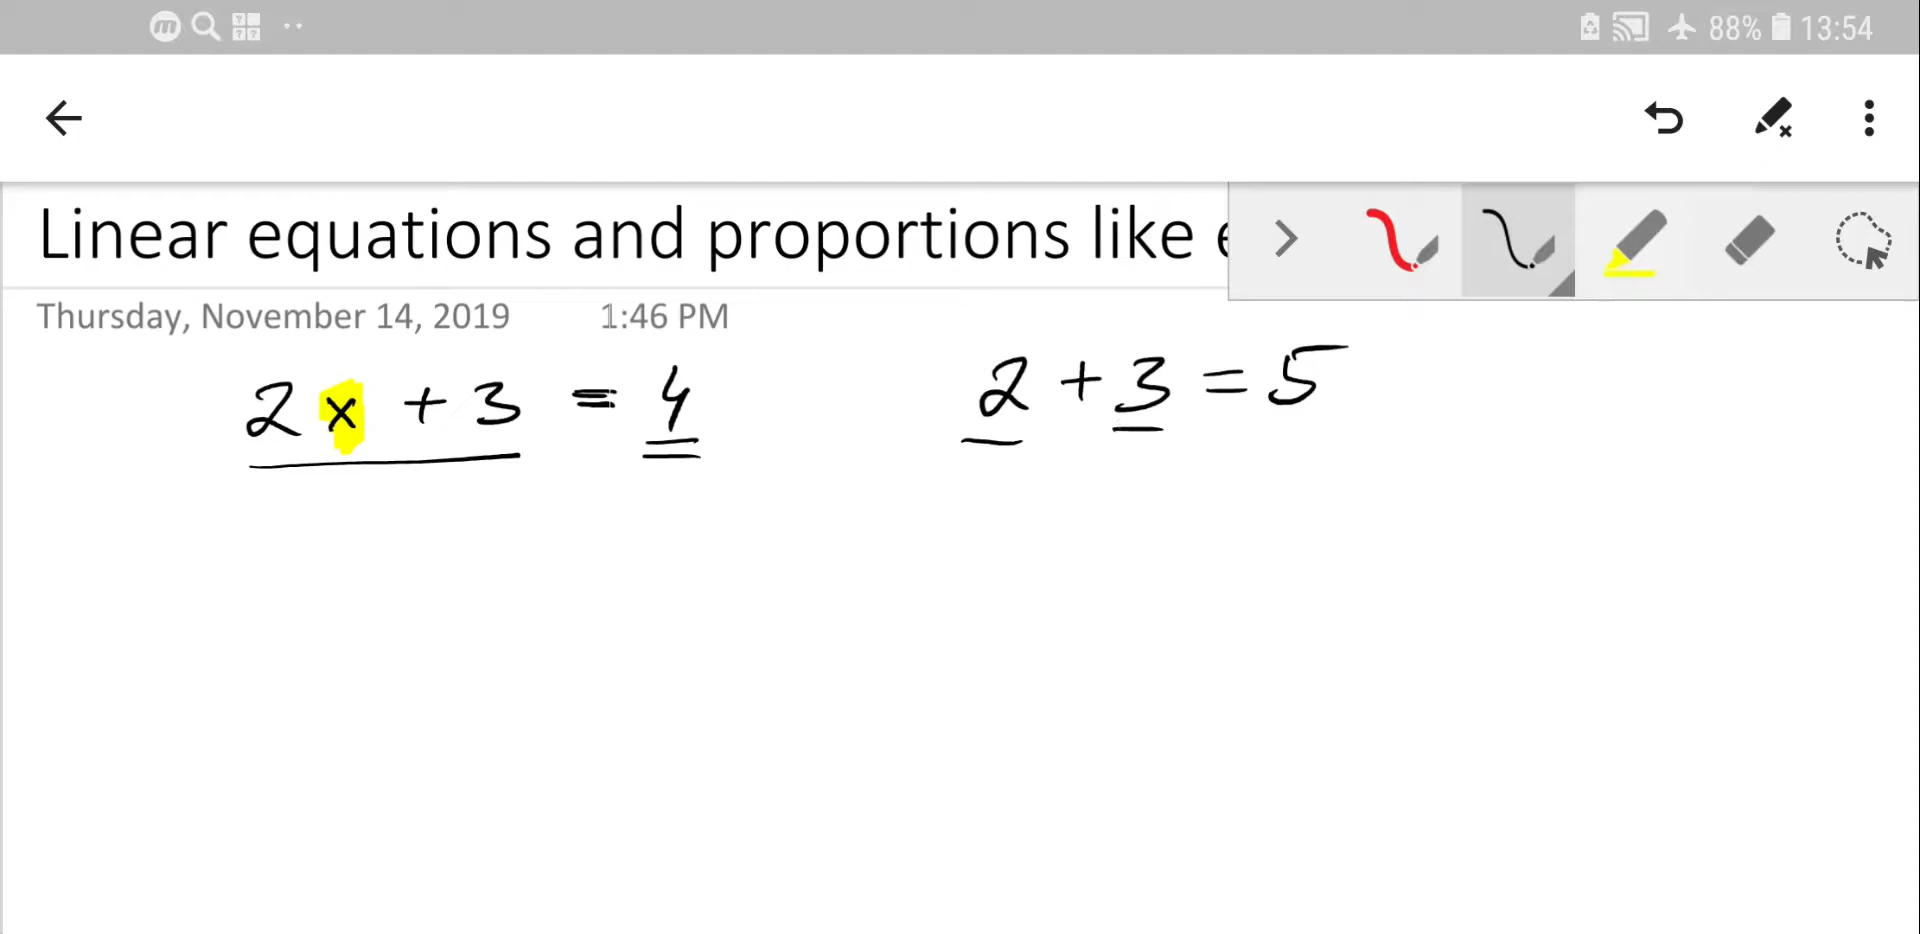 88% 13:54
Linear equations and proportions like
Thursday, November 14, 2019 1:46 PM
2x + 3 = 4
2 + 3 = 5